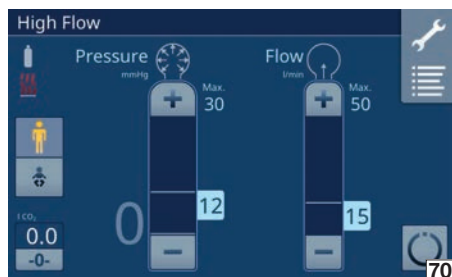 High Flow
Pressure
mmHg
Max.
30
Flow
l/min
Max.
50
0
12
15
Σ CO₂
0.0
-0-
70